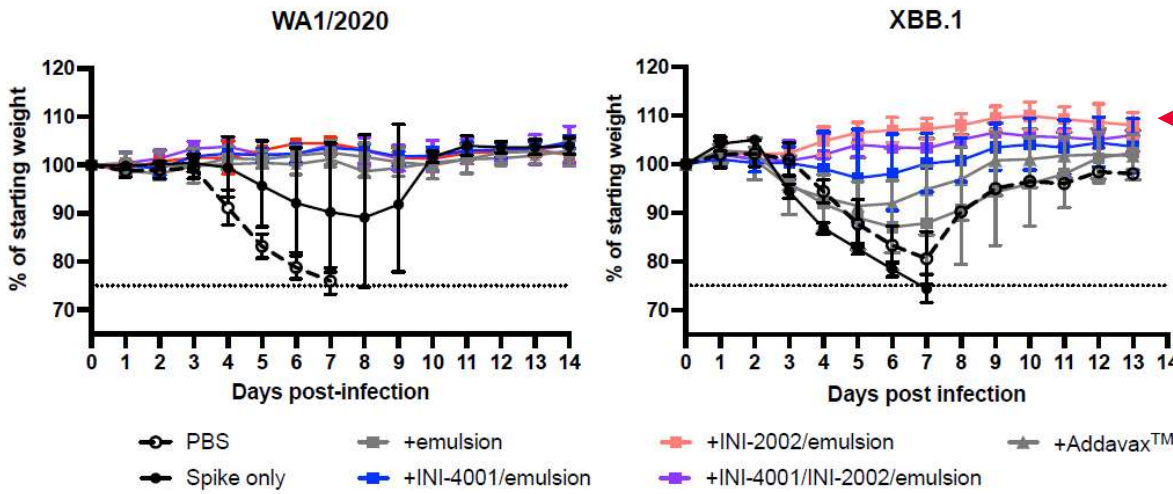 WA1/2020
XBB.1
% of starting weight
120
110
100
90
80
70
0 1 2 3 4 5 6 7 8 9 10 11 12 13 14
Days post-infection
% of starting weight
120
110
100
90
80
70
0 1 2 3 4 5 6 7 8 9 10 11 12 13 14
Days post infection
PBS
+emulsion
+INI-2002/emulsion
+Addavax™
Spike only
+INI-4001/emulsion
+INI-4001/INI-2002/emulsion